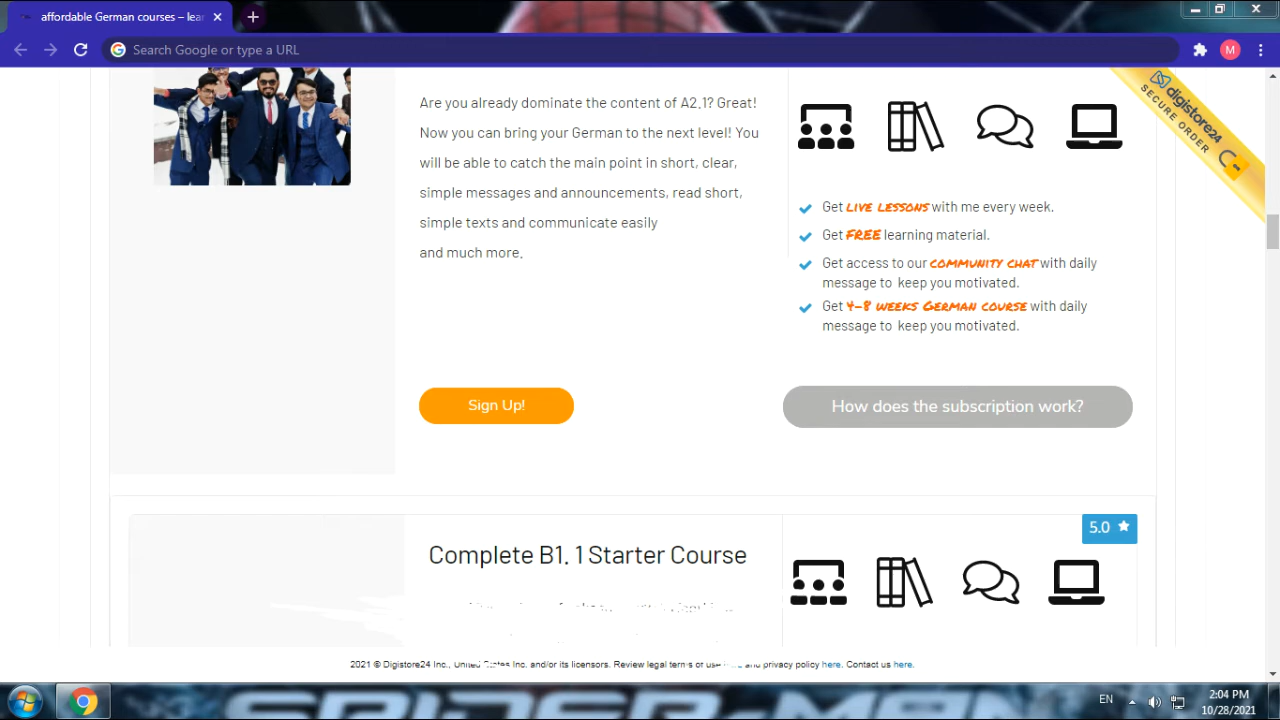 affordable German courses – lea
Search Google or type a URL
M
Are you already dominate the content of A2.1? Great!
Now you can bring your German to the next level! You
will be able to catch the main point in short, clear,
simple messages and announcements, read short,
simple texts and communicate easily
and much more.
digistore24
SECURE ORDER
Get LIVE LESSONS with me every week.
Get FREE learning material.
Get access to our COMMUNITY CHAT with daily
message to keep you motivated.
Get 4-8 WEEKS GERMAN COURSE with daily
message to keep you motivated.
Sign Up!
How does the subscription work?
5.0
Complete B1. 1 Starter Course
2021 © Digistore24 Inc., United States Inc. and/or its licensors. Review legal terms of use and privacy policy here. Contact us here.
SPIDER-MAN
EN
2:04 PM
10/28/2021